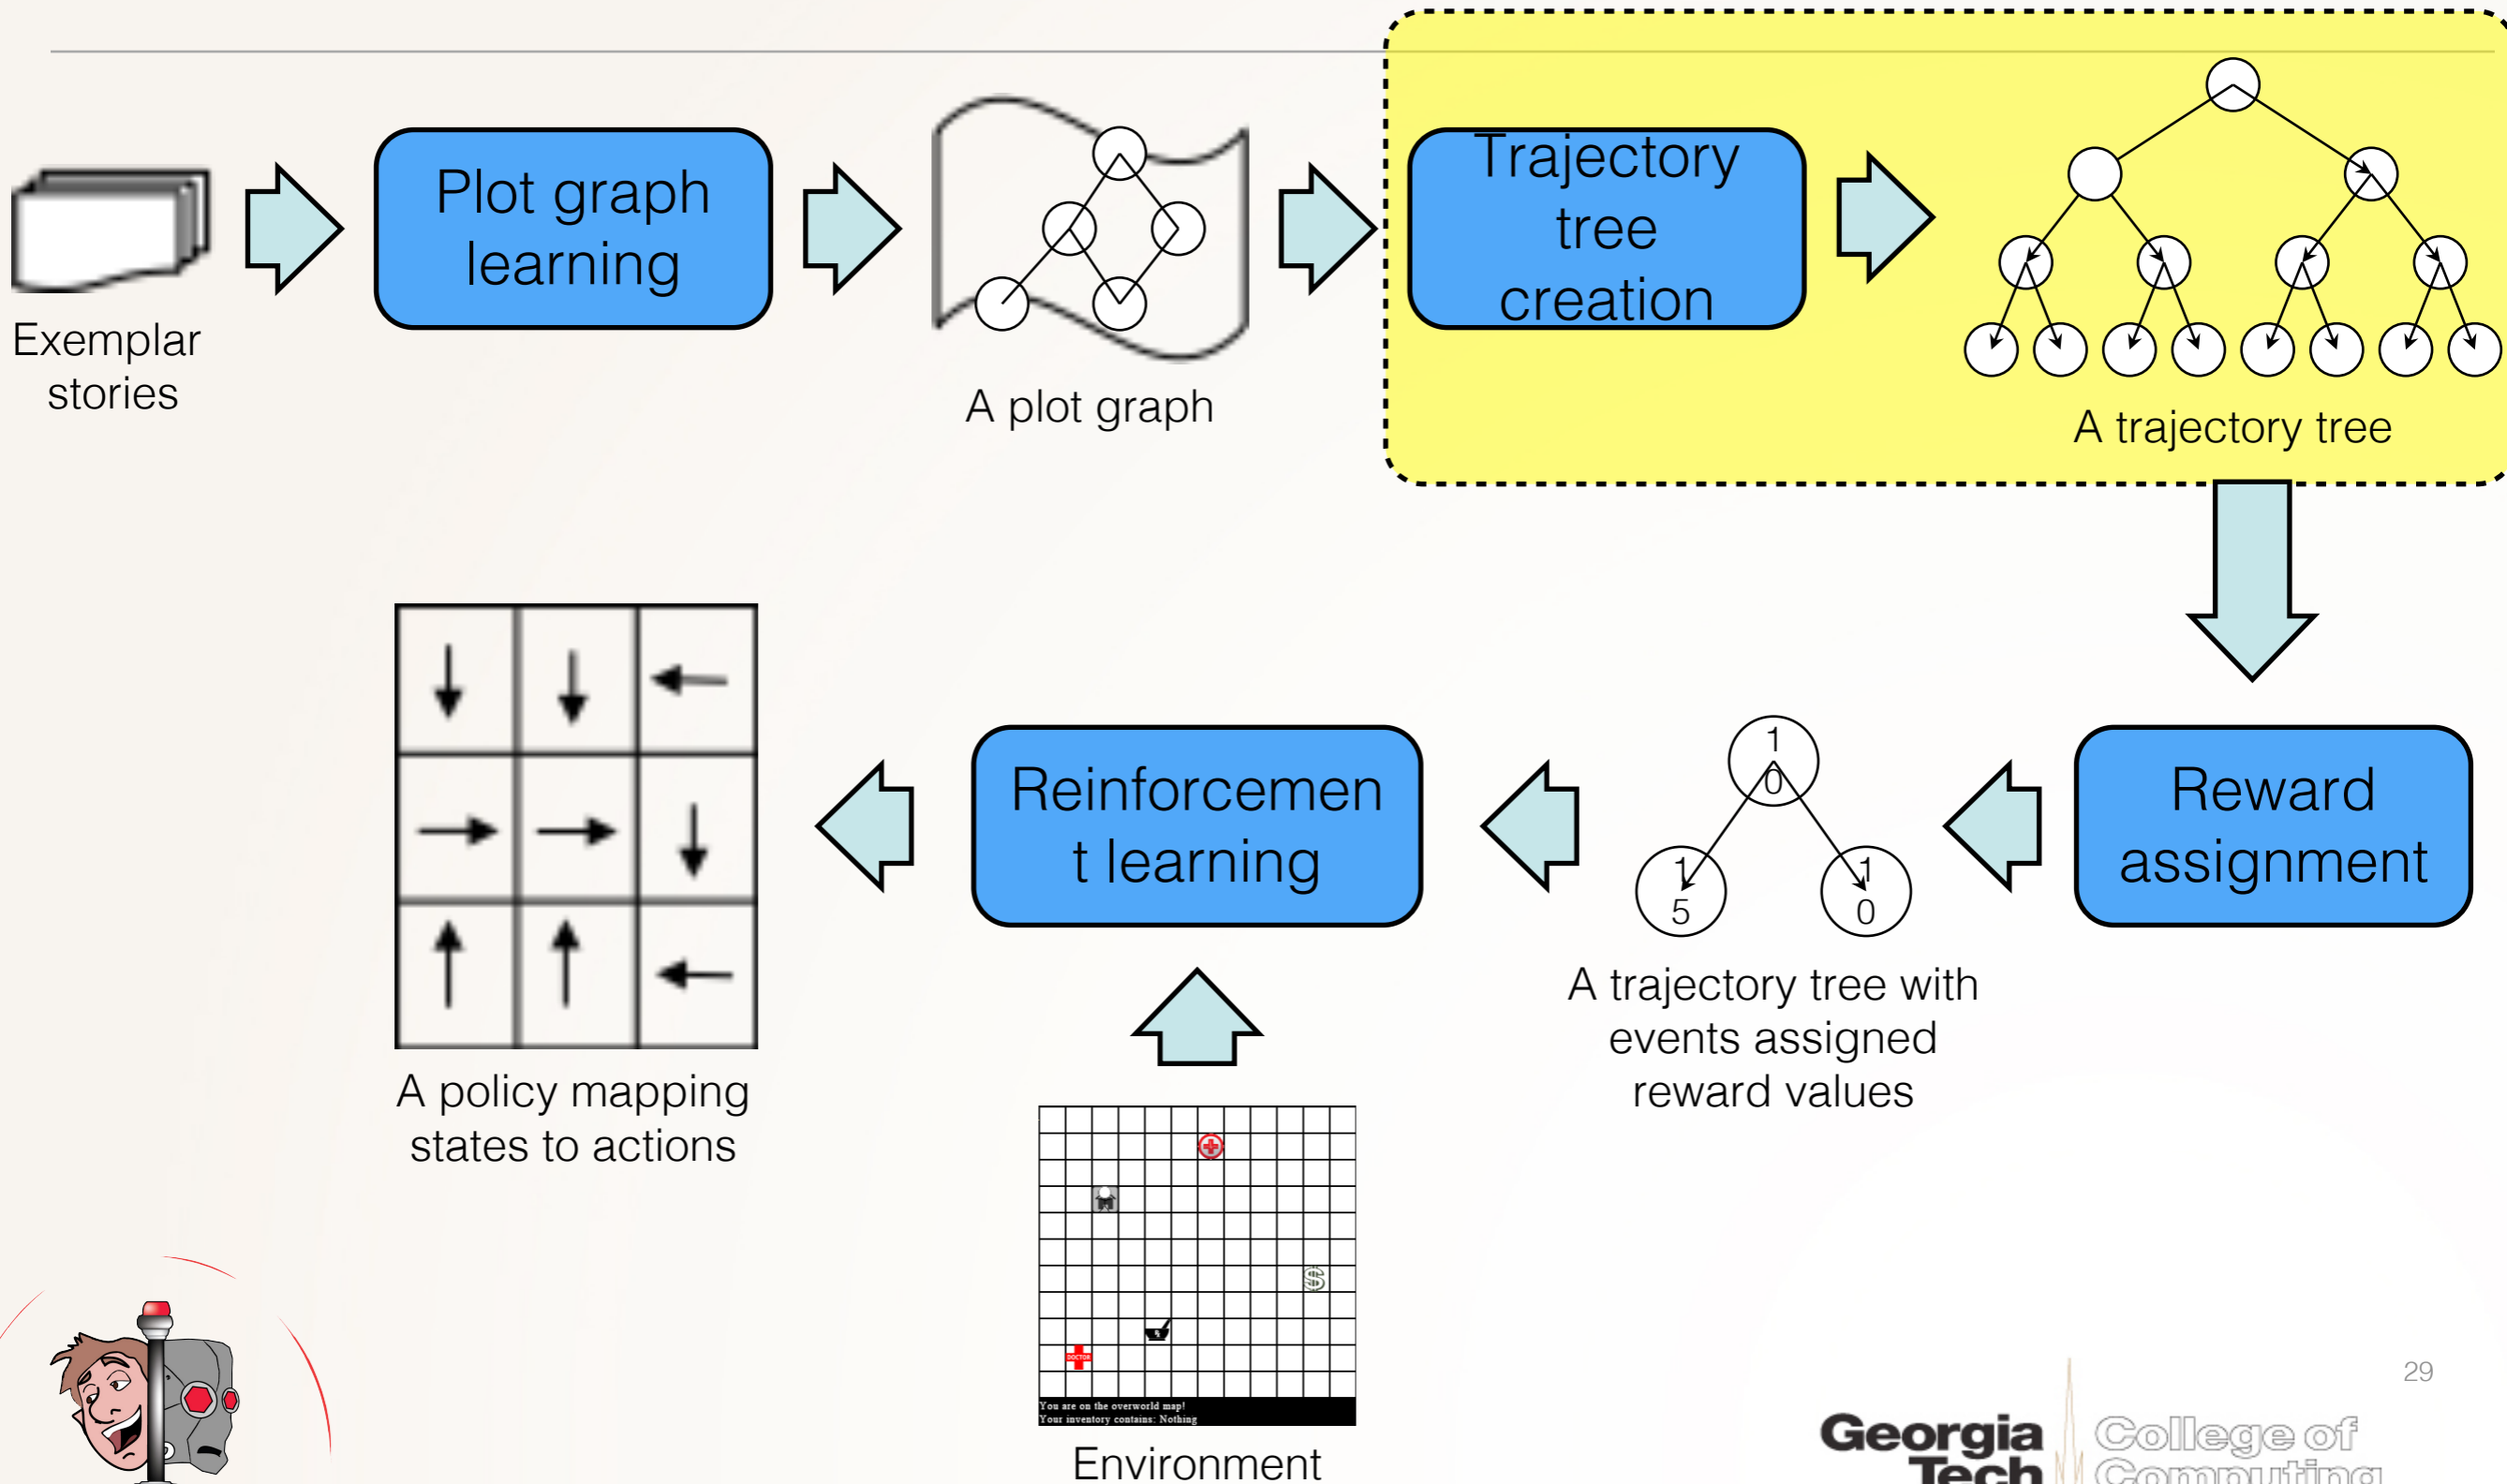 Exemplar
stories
Plot graph
learning
A plot graph
Trajectory
tree
creation
A trajectory tree
Reward
assignment
1
0
1
5
1
0
A trajectory tree with
events assigned
reward values
Reinforcemen
t learning
A policy mapping
states to actions
$
DOCTOR
You are on the overworld map!
Your inventory contains: Nothing
Environment
29
Georgia
Tech
College of
Computing